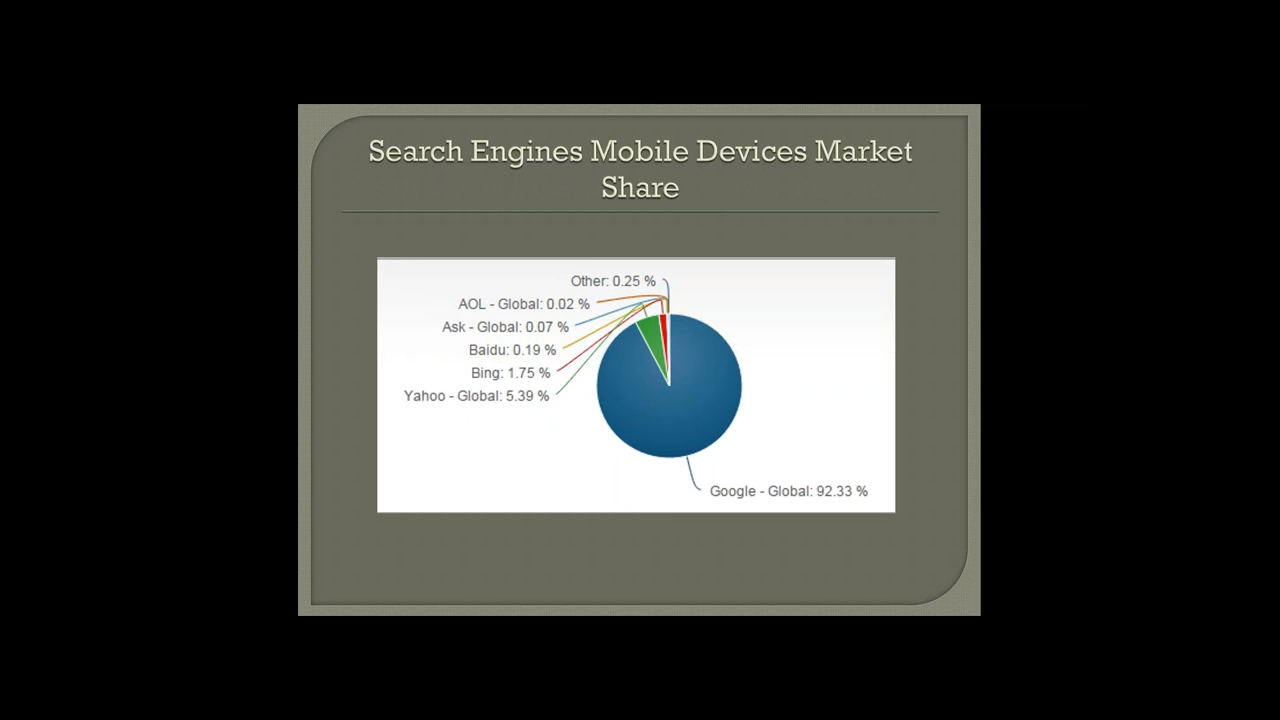 Search Engines Mobile Devices Market
Share
Other: 0.25 %
AOL - Global: 0.02 %
Ask - Global: 0.07 %
Baidu: 0.19 %
Bing: 1.75 %
Yahoo - Global: 5.39 %
Google - Global: 92.33 %